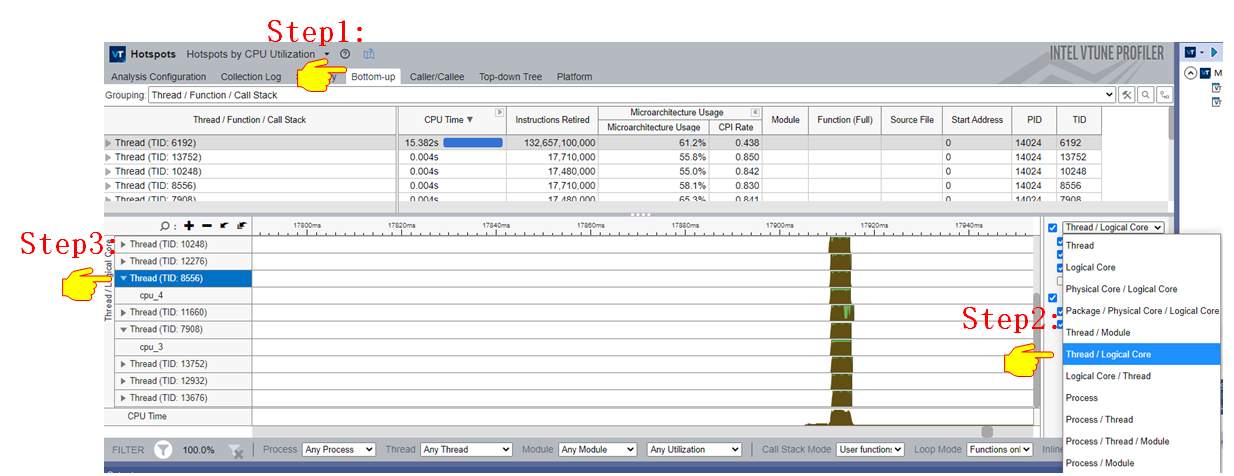 Step1:
VT Hotspots Hotspots by CPU Utilization
INTEL VTUNE PROFILER
Analysis Configuration Collection Log Bottom-up Caller/Callee Top-down Tree Platform
Grouping: Thread / Function / Call Stack
Thread / Function / Call Stack CPU Time ▼ Instructions Retired Microarchitecture Usage Module Function (Full) Source File Start Address PID TID
Microarchitecture Usage CPI Rate
Thread (TID: 6192) 15.382s 132,657,100,000 61.2% 0.438 0 14024 6192
Thread (TID: 13752) 0.004s 17,710,000 55.8% 0.850 0 14024 13752
Thread (TID: 10248) 0.004s 17,480,000 55.0% 0.842 0 14024 10248
Thread (TID: 8556) 0.004s 17,710,000 58.1% 0.830 0 14024 8556
Thread (TID: 7908) 0.004s 17,480,000 65.3% 0.841 0 14024 7908
17800ms 17820ms 17840ms 17860ms 17880ms 17900ms 17920ms 17940ms
Step3:
Thread / Logical Core
Thread (TID: 10248)
Thread (TID: 12276)
Thread (TID: 8556)
cpu_4
Thread (TID: 11660)
Thread (TID: 7908)
cpu_3
Thread (TID: 13752)
Thread (TID: 12932)
Thread (TID: 13676)
CPU Time
Step2:
Thread / Logical Core
Thread
Logical Core
Physical Core / Logical Core
Package / Physical Core / Logical Core
Thread / Module
Thread / Logical Core
Logical Core / Thread
Process
Process / Thread
Process / Thread / Module
Process / Module
FILTER 100.0% Process Any Process Thread Any Thread Module Any Module Any Utilization Call Stack Mode User functions Loop Mode Functions onl Inline